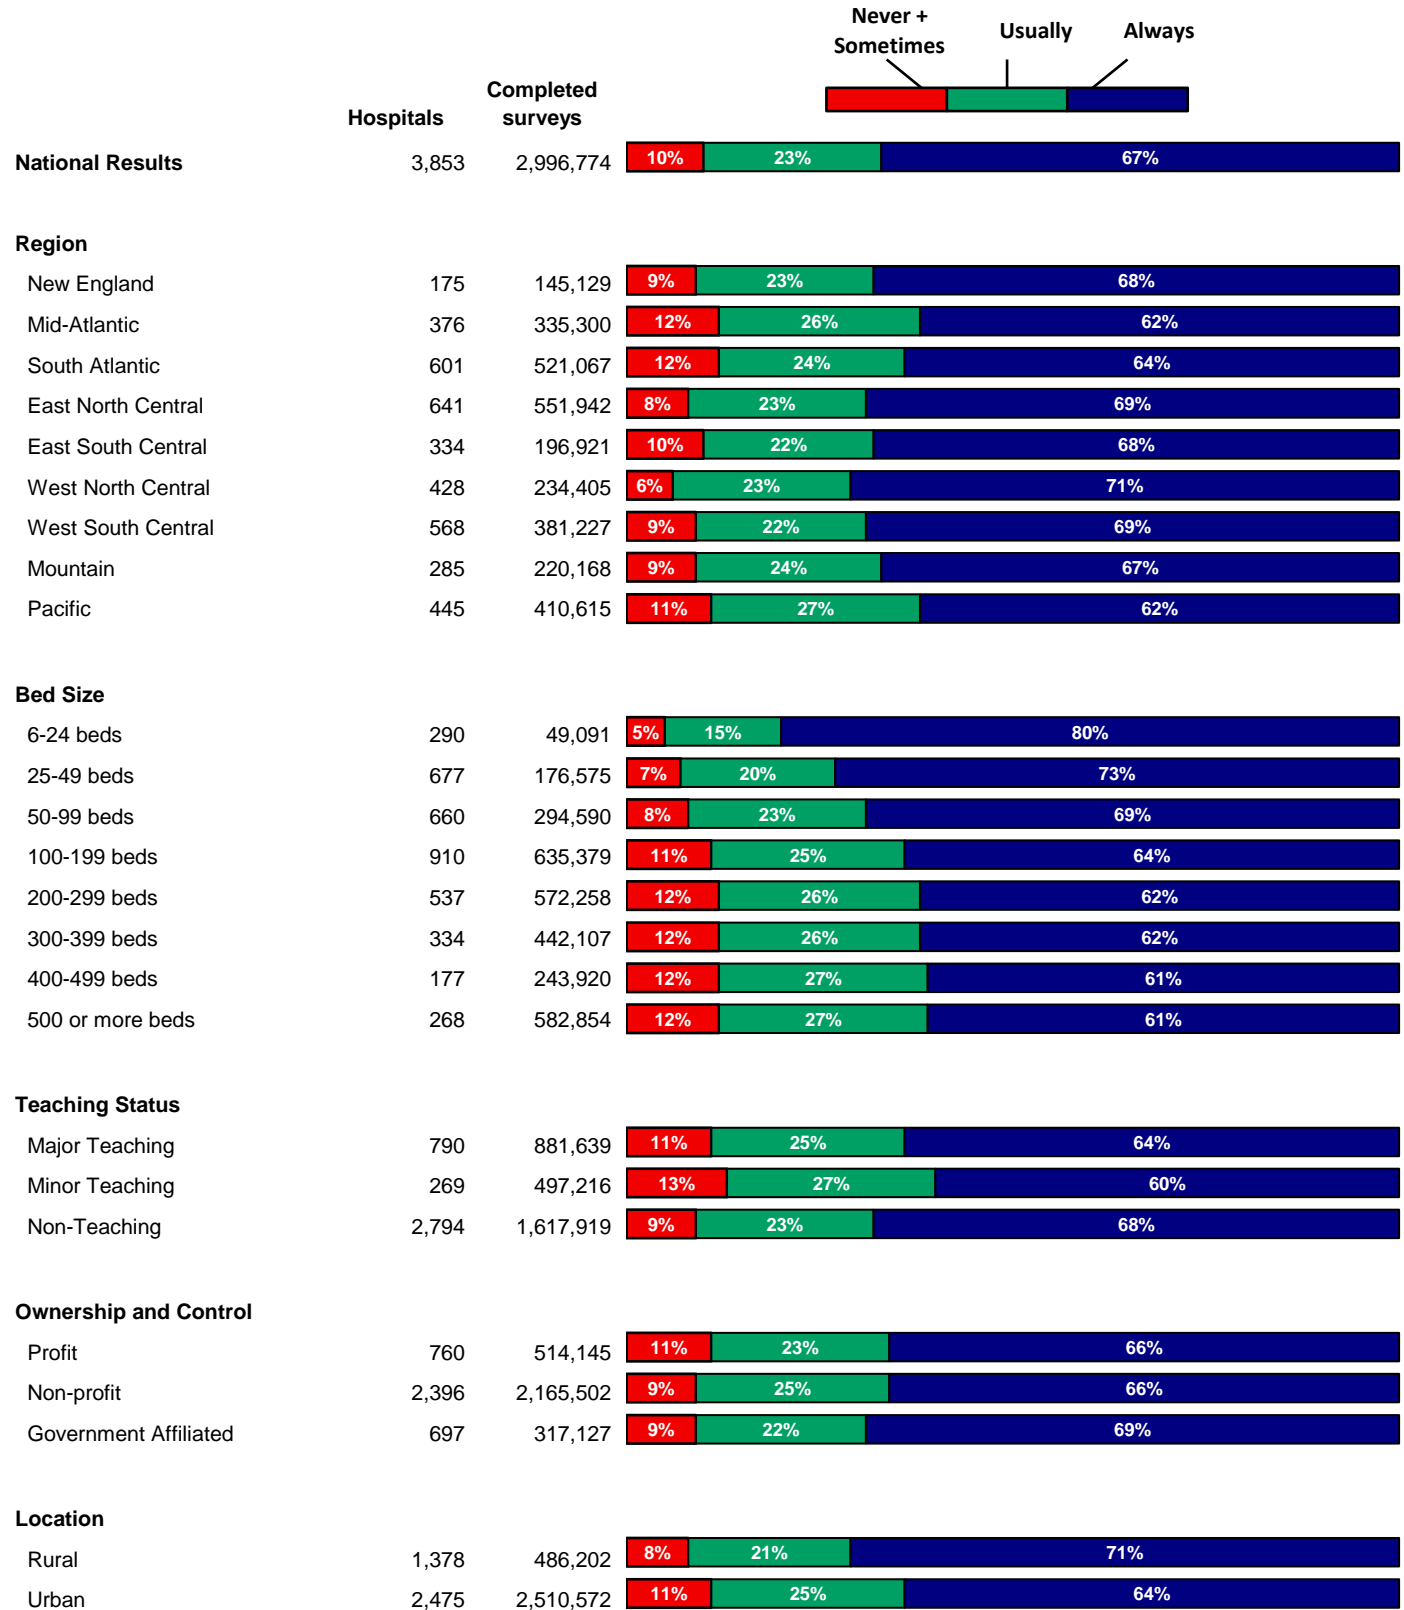 Never +
Sometimes
Usually
Always
Hospitals
Completed
surveys
National Results 3,853 2,996,774 10% 23% 67%
Region
New England 175 145,129 9% 23% 68%
Mid-Atlantic 376 335,300 12% 26% 62%
South Atlantic 601 521,067 12% 24% 64%
East North Central 641 551,942 8% 23% 69%
East South Central 334 196,921 10% 22% 68%
West North Central 428 234,405 6% 23% 71%
West South Central 568 381,227 9% 22% 69%
Mountain 285 220,168 9% 24% 67%
Pacific 445 410,615 11% 27% 62%
Bed Size
6-24 beds 290 49,091 5% 15% 80%
25-49 beds 677 176,575 7% 20% 73%
50-99 beds 660 294,590 8% 23% 69%
100-199 beds 910 635,379 11% 25% 64%
200-299 beds 537 572,258 12% 26% 62%
300-399 beds 334 442,107 12% 26% 62%
400-499 beds 177 243,920 12% 27% 61%
500 or more beds 268 582,854 12% 27% 61%
Teaching Status
Major Teaching 790 881,639 11% 25% 64%
Minor Teaching 269 497,216 13% 27% 60%
Non-Teaching 2,794 1,617,919 9% 23% 68%
Ownership and Control
Profit 760 514,145 11% 23% 66%
Non-profit 2,396 2,165,502 9% 25% 66%
Government Affiliated 697 317,127 9% 22% 69%
Location
Rural 1,378 486,202 8% 21% 71%
Urban 2,475 2,510,572 11% 25% 64%